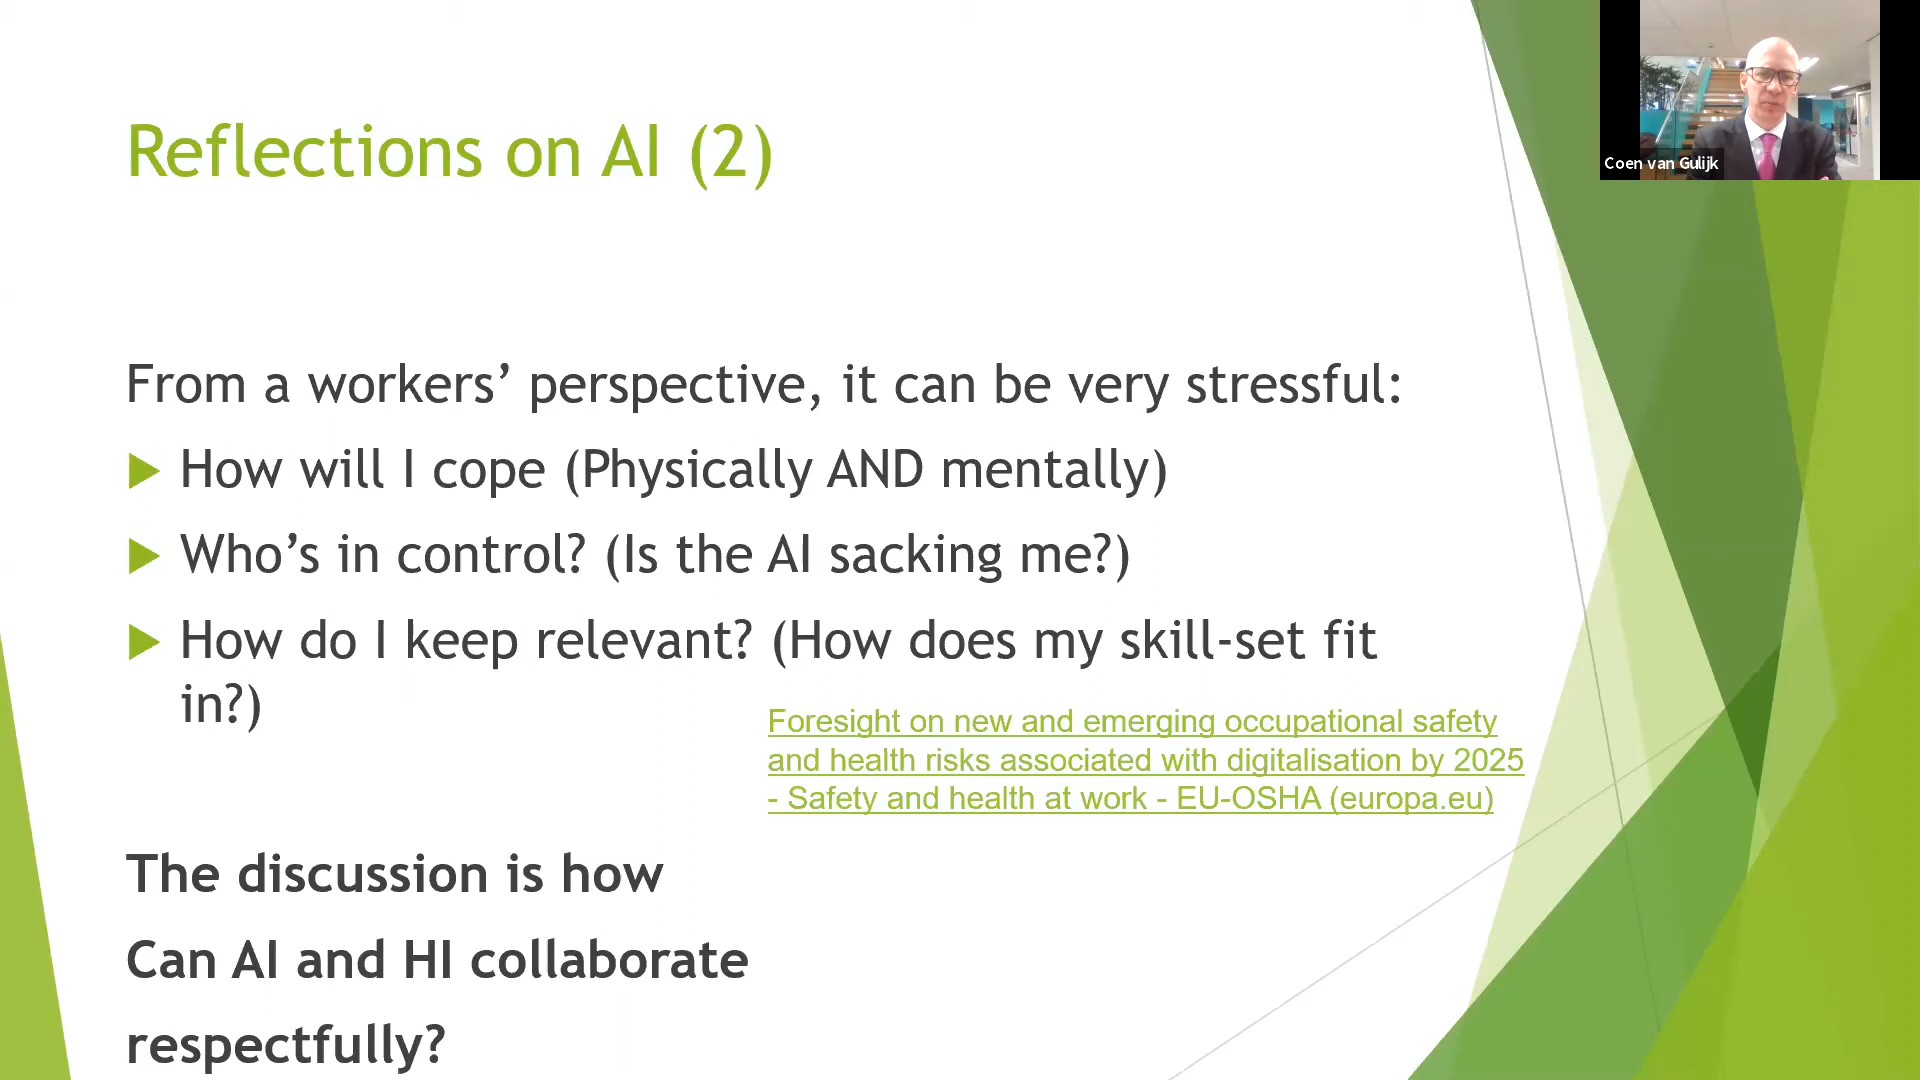 Reflections on AI (2)
Coen van Gulijk
From a workers’ perspective, it can be very stressful:
How will I cope (Physically AND mentally)
Who’s in control? (Is the AI sacking me?)
How do I keep relevant? (How does my skill-set fit
in?)
Foresight on new and emerging occupational safety
and health risks associated with digitalisation by 2025
- Safety and health at work - EU-OSHA (europa.eu)
The discussion is how
Can AI and HI collaborate
respectfully?